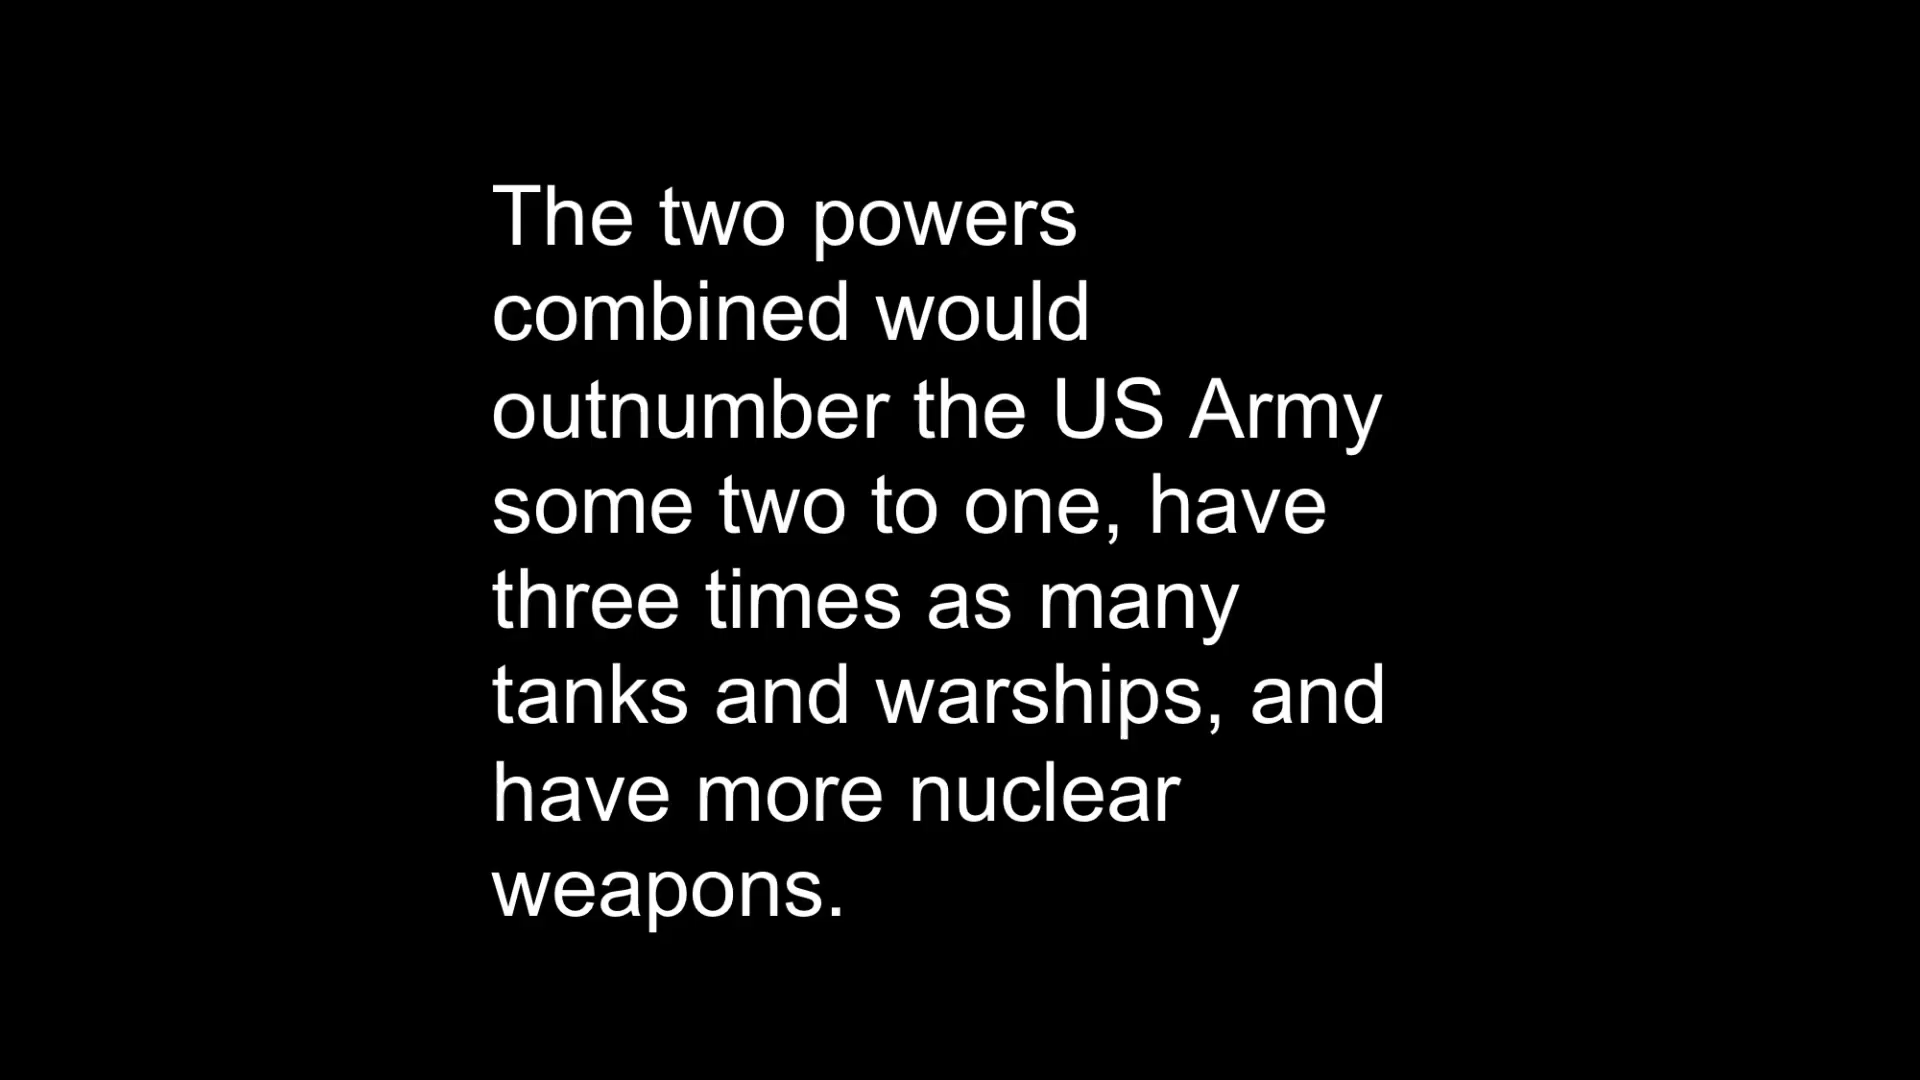 The two powers
combined would
outnumber the US Army
some two to one, have
three times as many
tanks and warships, and
have more nuclear
weapons.